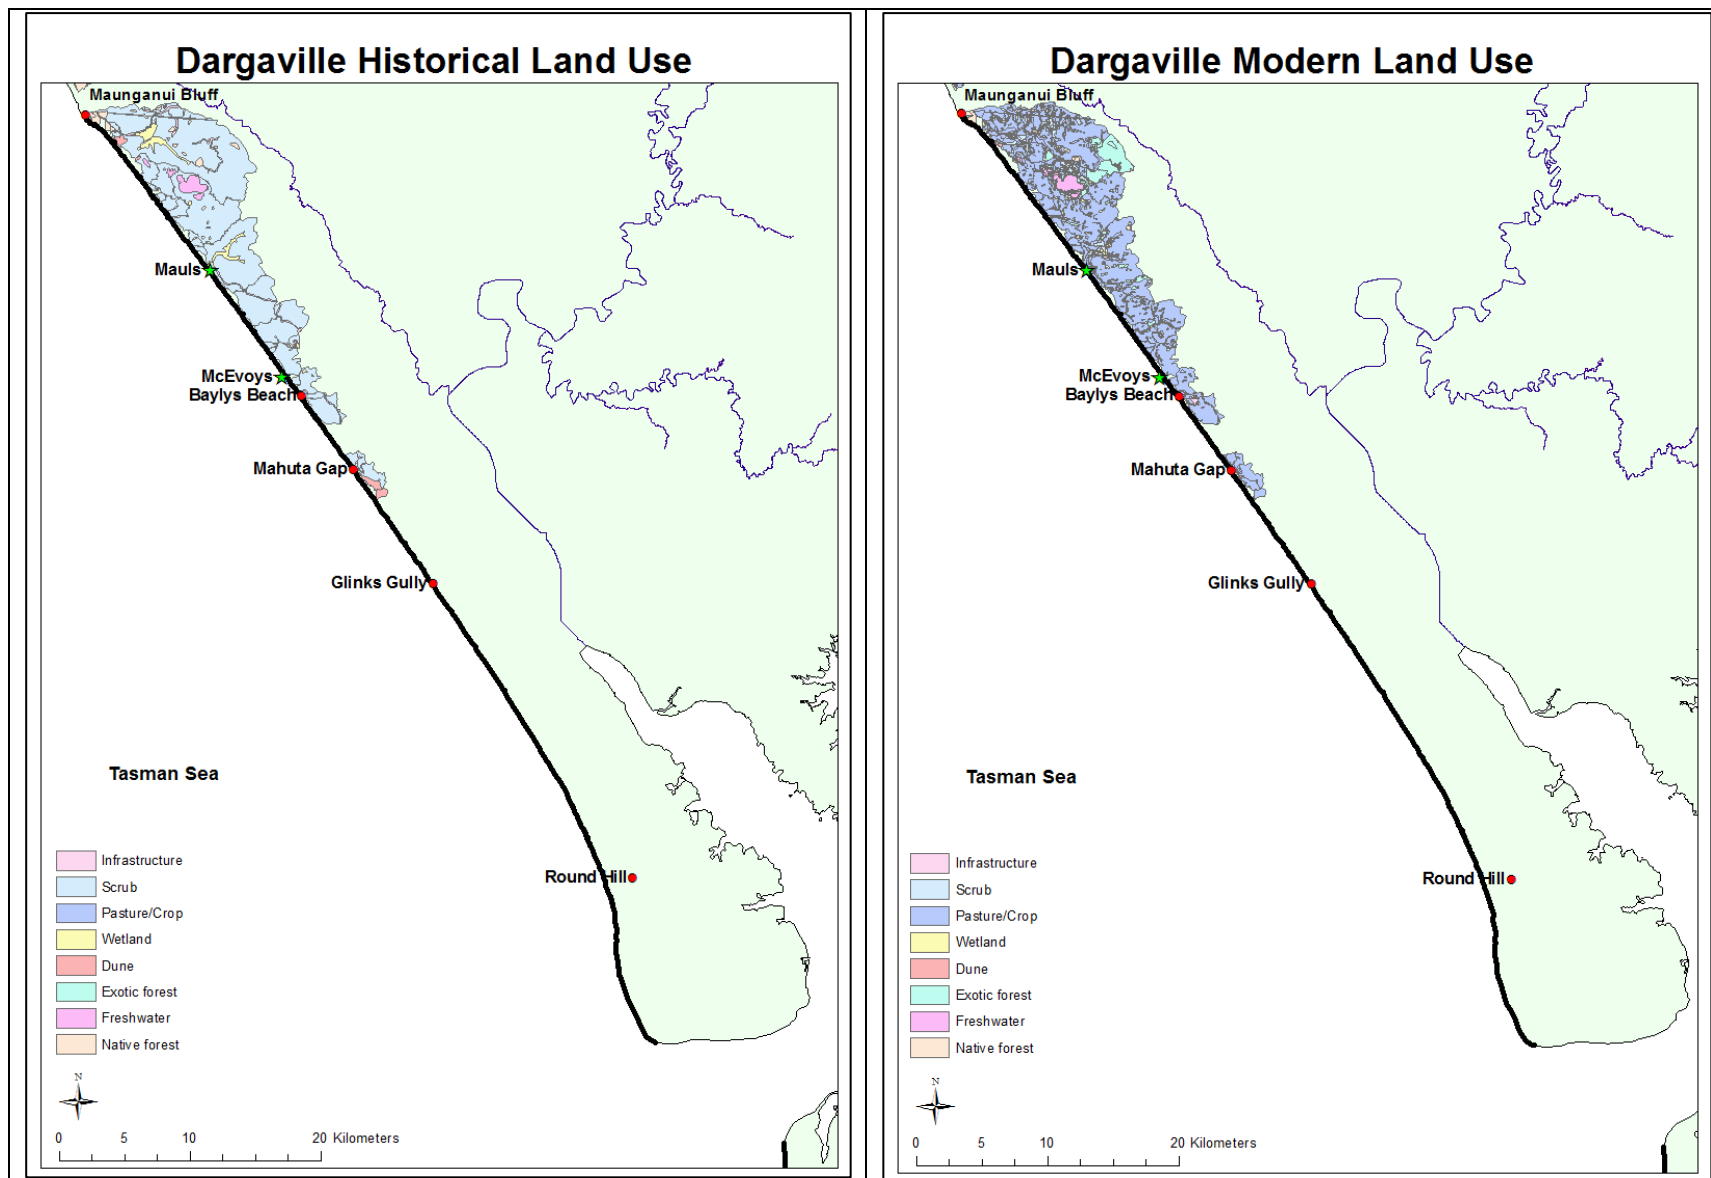 Dargaville Historical Land Use
Maunganui Bluff
Mauls
McEvoys
Baylys Beach
Mahuta Gap
Glinks Gully
Tasman Sea
Round Hill
Infrastructure
Scrub
Pasture/Crop
Wetland
Dune
Exotic forest
Freshwater
Native forest
N
0 5 10 20 Kilometers
Dargaville Modern Land Use
Maunganui Bluff
Mauls
McEvoys
Baylys Beach
Mahuta Gap
Glinks Gully
Tasman Sea
Round Hill
Infrastructure
Scrub
Pasture/Crop
Wetland
Dune
Exotic forest
Freshwater
Native forest
N
0 5 10 20 Kilometers